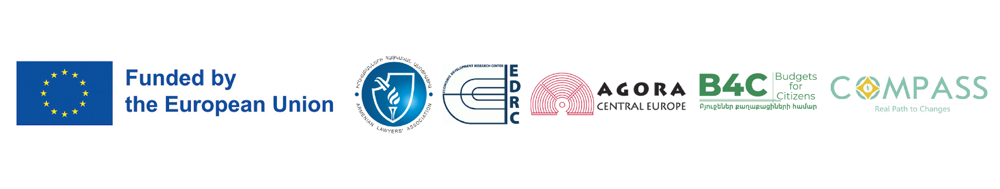 Funded by
the European Union
ԻՐԱՎԱԲԱՆՆԵՐԻ ՀԱՅԿԱԿԱՆ ԱՍՈՑԻԱՑԻԱ
ARMENIAN LAWYERS' ASSOCIATION
ECONOMIC DEVELOPMENT RESEARCH CENTER
EDRC
AGORA
CENTRAL EUROPE
B4C
Budgets
for
Citizens
Բյուջեներ քաղաքացիների համար
COMPASS
Real Path to Changes